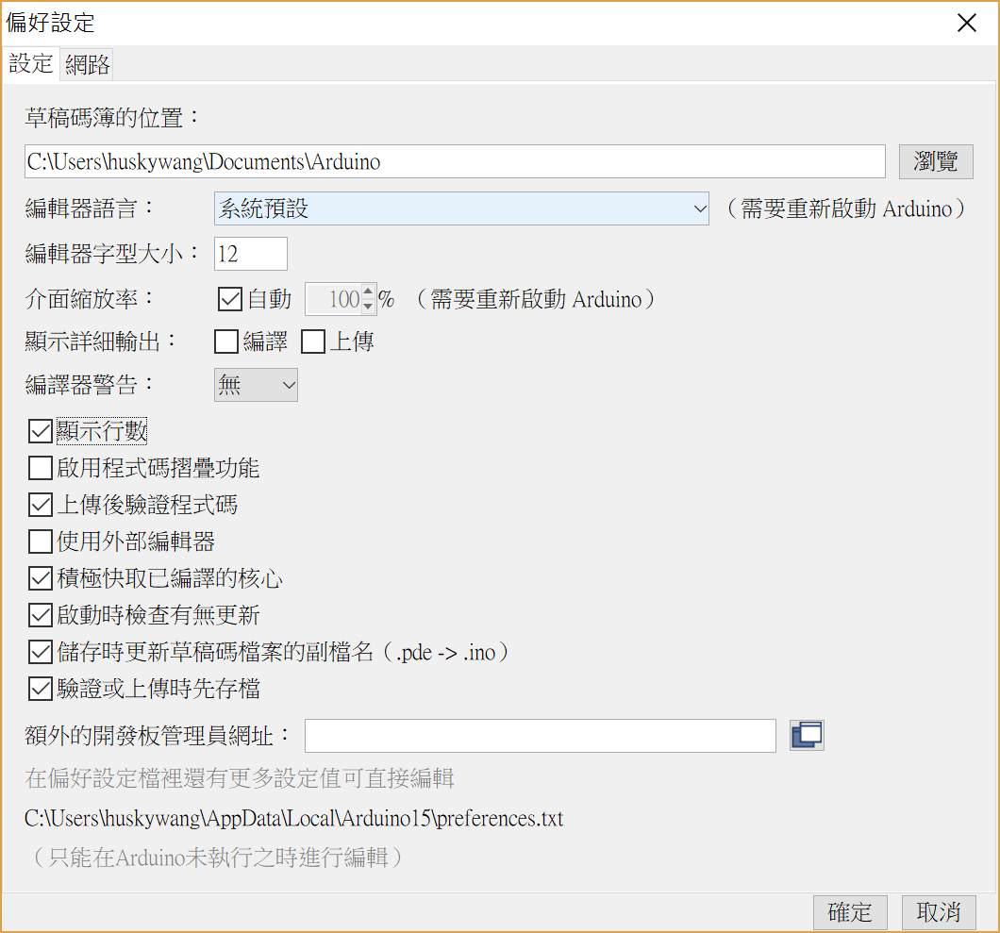 偏好設定
設定 網路
草稿碼簿的位置：
C:\Users\huskywang\Documents\Arduino 瀏覽
編輯器語言： 系統預設 （需要重新啟動 Arduino）
編輯器字型大小： 12
介面縮放率： 自動 100 % （需要重新啟動 Arduino）
顯示詳細輸出： 編譯 上傳
編譯器警告： 無
顯示行數
啟用程式碼摺疊功能
上傳後驗證程式碼
使用外部編輯器
積極快取已編譯的核心
啟動時檢查有無更新
儲存時更新草稿碼檔案的副檔名（.pde -> .ino）
驗證或上傳時先存檔
額外的開發板管理員網址：
在偏好設定檔裡還有更多設定值可直接編輯
C:\Users\huskywang\AppData\Local\Arduino15\preferences.txt
（只能在Arduino未執行之時進行編輯）
確定 取消